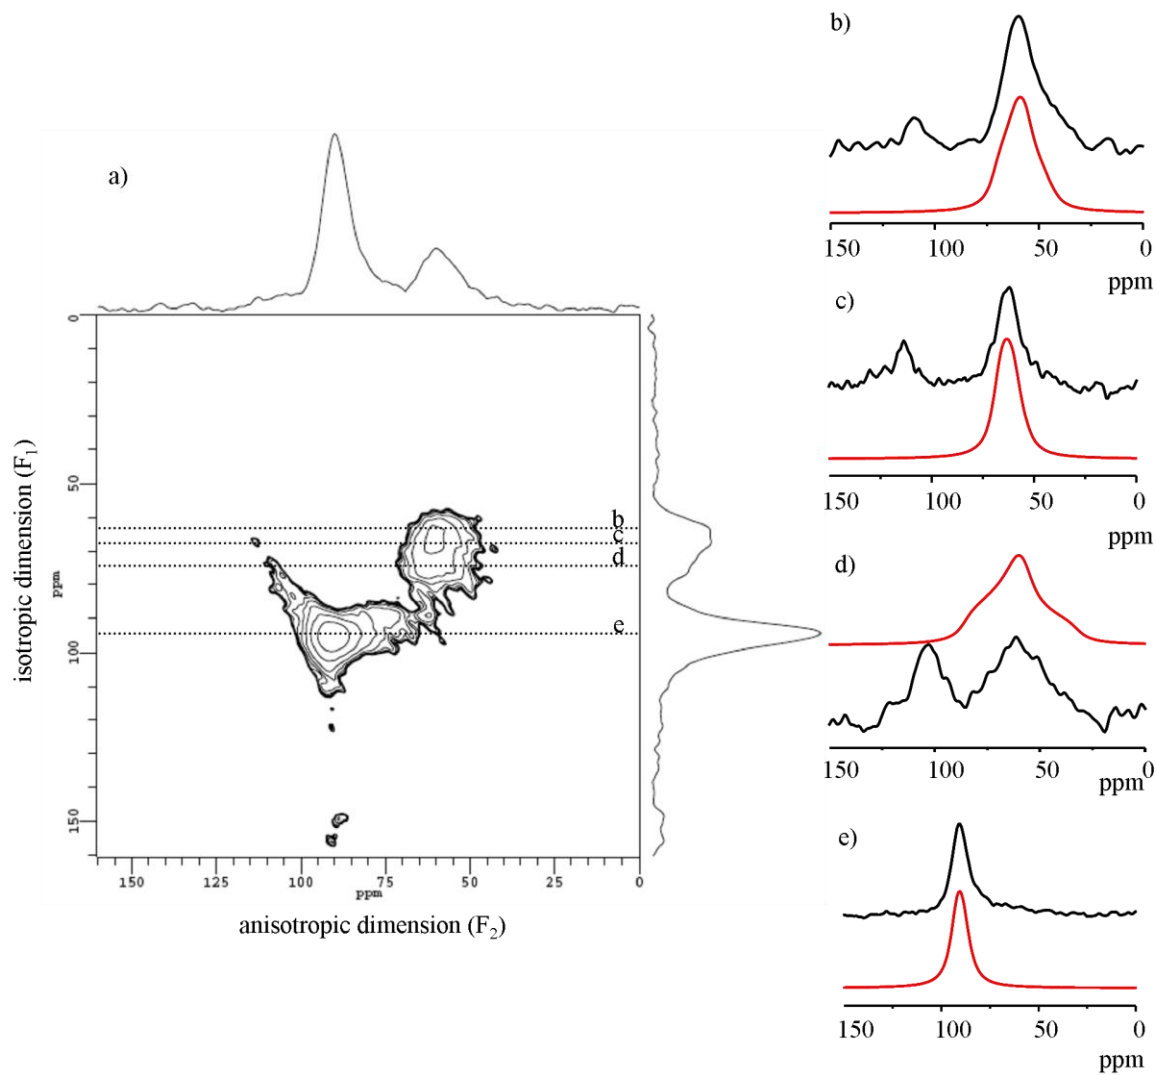 a)
isotropic dimension (F1)
ppm
0
50
100
150
b
c
d
e
150 125 100 75 50 25 0
ppm
anisotropic dimension (F2)
b)
150 100 50 0
ppm
c)
150 100 50 0
ppm
d)
150 100 50 0
ppm
e)
150 100 50 0
ppm